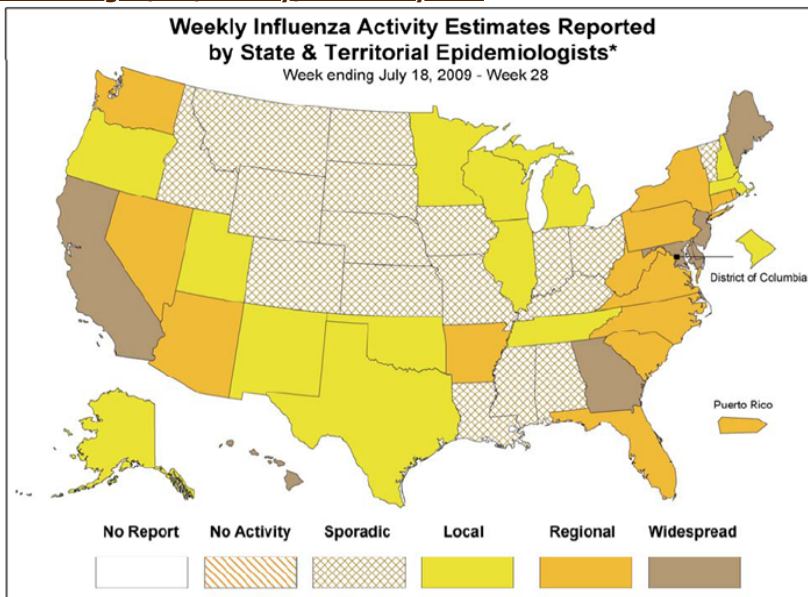 Weekly Influenza Activity Estimates Reported
by State & Territorial Epidemiologists*
Week ending July 18, 2009 - Week 28
District of Columbia
Puerto Rico
No Report No Activity Sporadic Local Regional Widespread